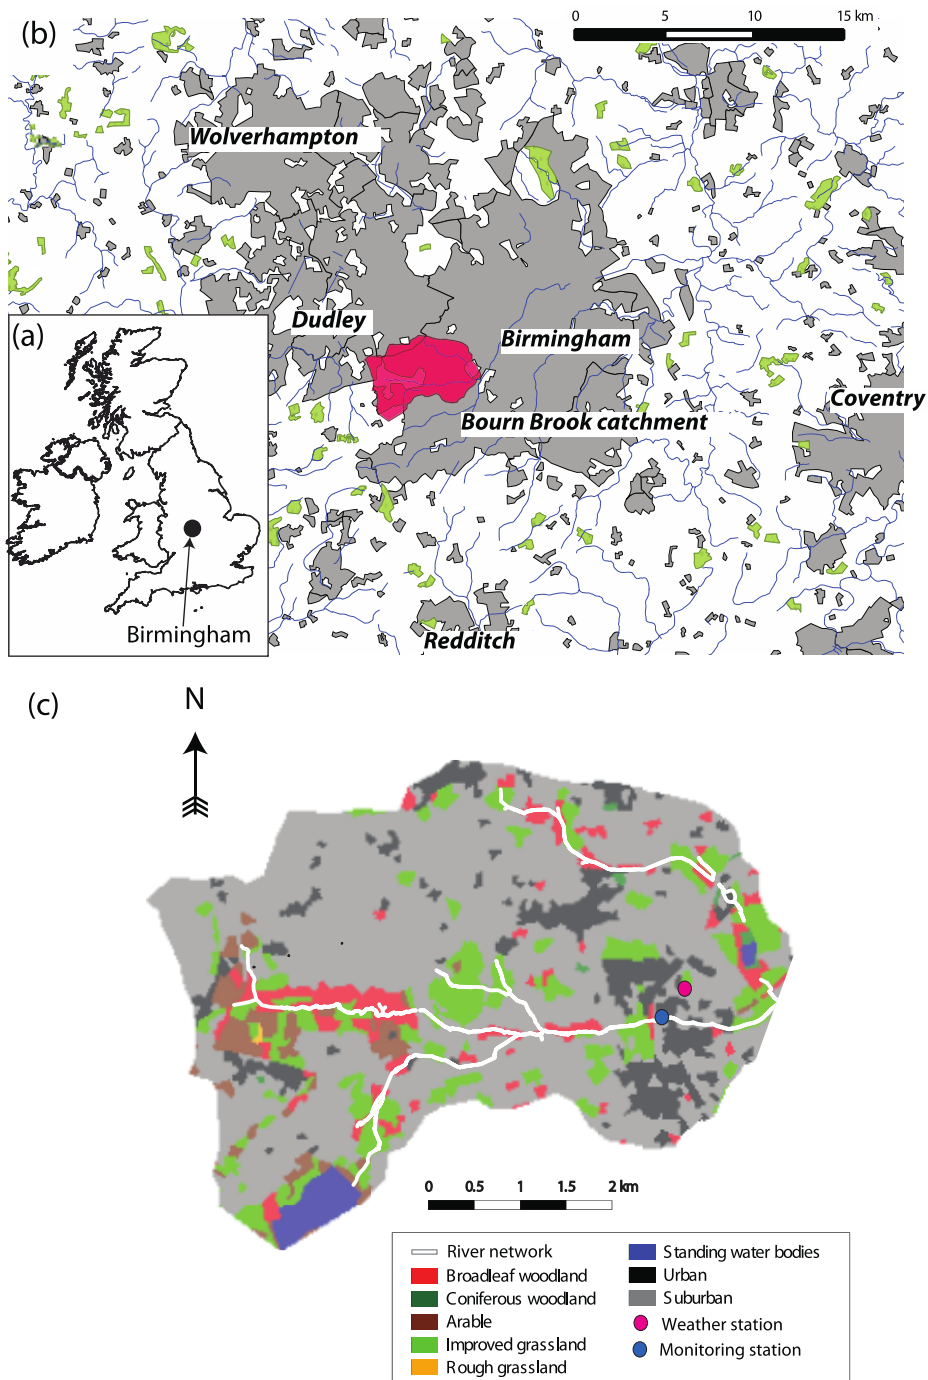 (b)
0 5 10 15 km
Wolverhampton
Dudley
Birmingham
Coventry
Bourn Brook catchment
Redditch
(a)
Birmingham
(c)
N
0 0.5 1 1.5 2 km
River network
Broadleaf woodland
Coniferous woodland
Arable
Improved grassland
Rough grassland
Standing water bodies
Urban
Suburban
Weather station
Monitoring station